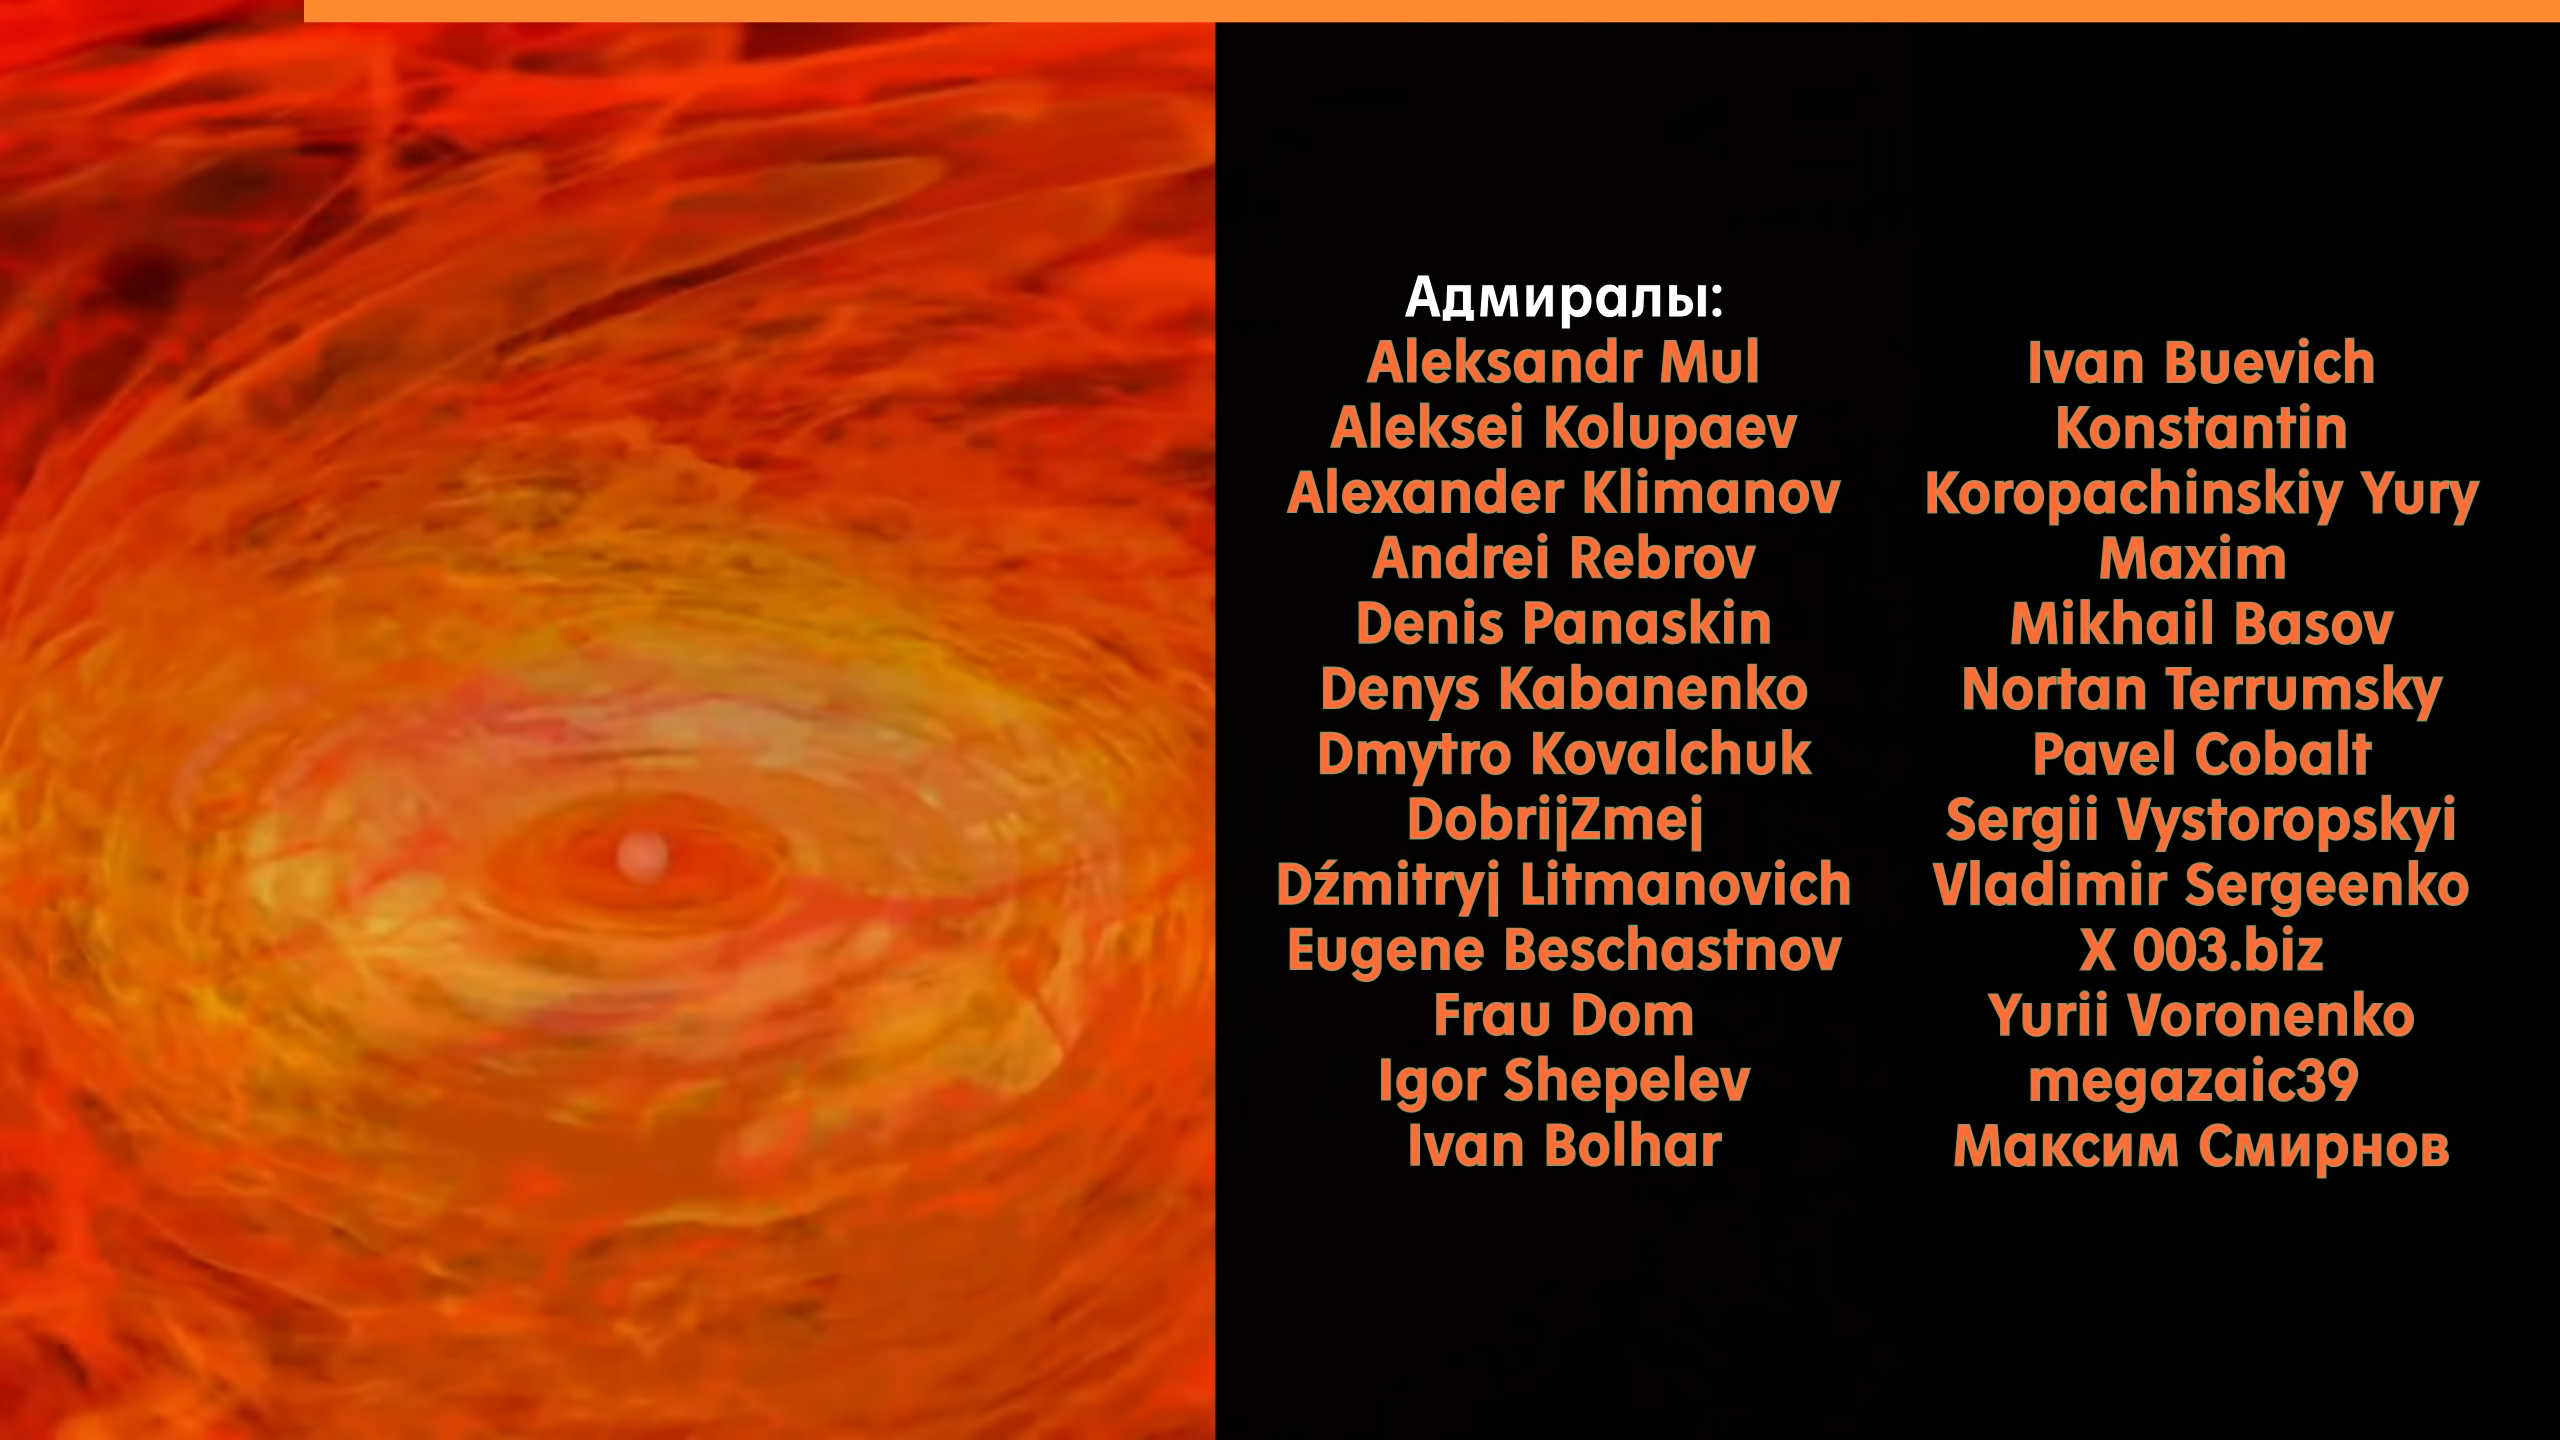 Адмиралы:
Aleksandr Mul
Aleksei Kolupaev
Alexander Klimanov
Andrei Rebrov
Denis Panaskin
Denys Kabanenko
Dmytro Kovalchuk
DobrijZmej
Dźmitryj Litmanovich
Eugene Beschastnov
Frau Dom
Igor Shepelev
Ivan Bolhar
Ivan Buevich
Konstantin
Koropachinskiy Yury
Maxim
Mikhail Basov
Nortan Terrumsky
Pavel Cobalt
Sergii Vystoropskyi
Vladimir Sergeenko
X 003.biz
Yurii Voronenko
megazaic39
Максим Смирнов